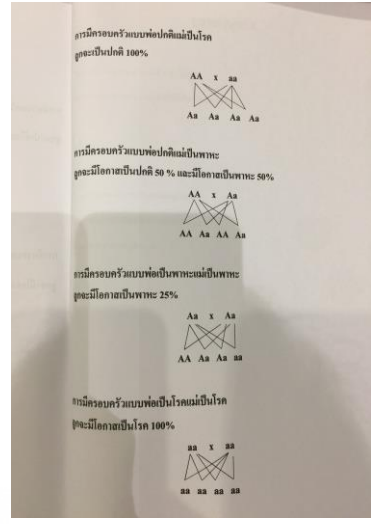 การมีครอบครัวแบบพ่อปกติแม่เป็นโรค
ลูกจะเป็นปกติ 100%
AA x aa
Aa Aa Aa Aa
การมีครอบครัวแบบพ่อปกติแม่เป็นพาหะ
ลูกจะมีโอกาสเป็นปกติ 50 % และมีโอกาสเป็นพาหะ 50%
AA x Aa
AA Aa AA Aa
การมีครอบครัวแบบพ่อเป็นพาหะแม่เป็นพาหะ
ลูกจะมีโอกาสเป็นพาหะ 25%
Aa x Aa
AA Aa Aa aa
การมีครอบครัวแบบพ่อเป็นโรคแม่เป็นโรค
ลูกจะมีโอกาสเป็นโรค 100%
aa x aa
aa aa aa aa